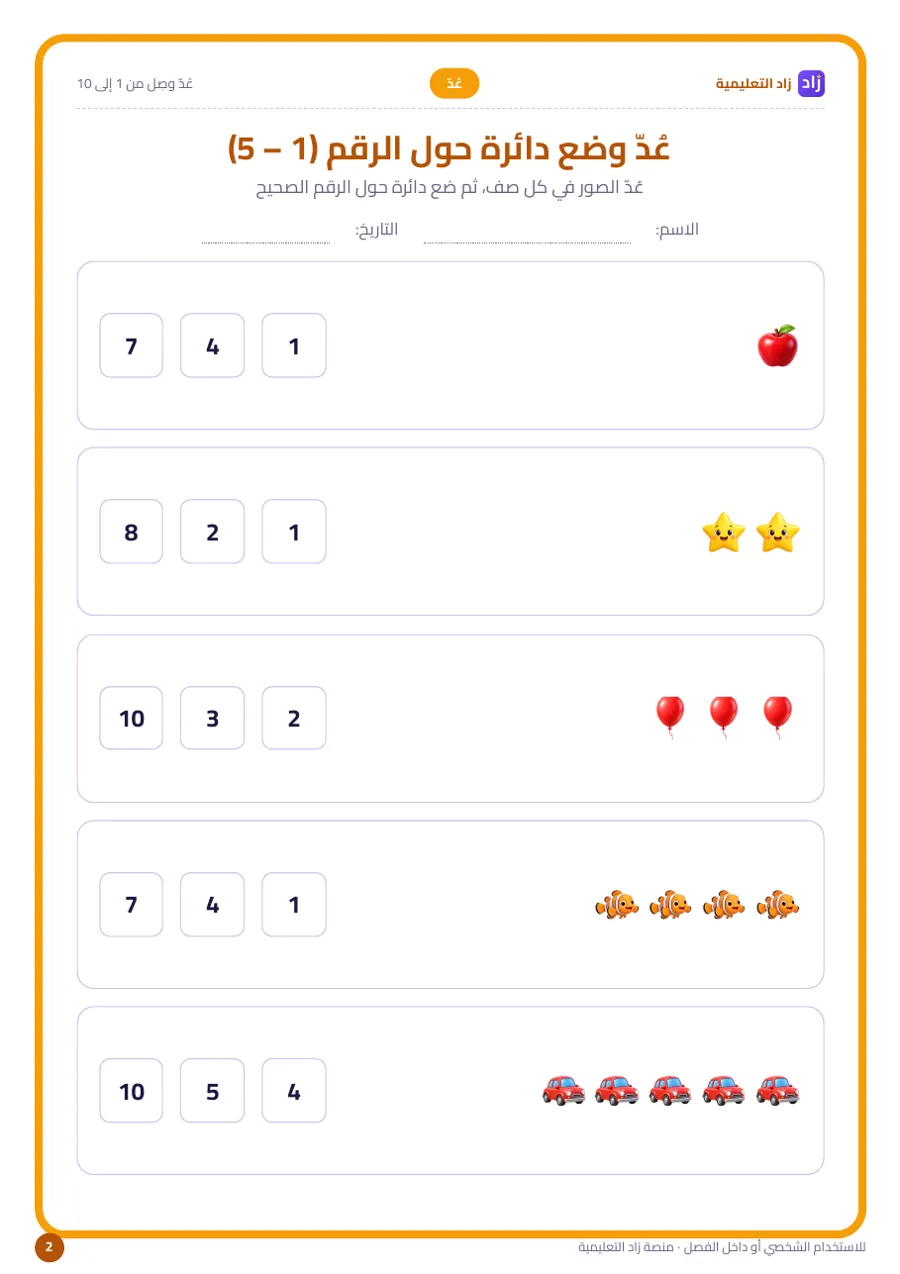 زاد زاد التعليمية
عُدّ
عُدّ وصِل من 1 إلى 10
عُدّ وضع دائرة حول الرقم (1 – 5)
عُدّ الصور في كل صف، ثم ضع دائرة حول الرقم الصحيح
الاسم: التاريخ:
1 4 7
1 2 8
2 3 10
1 4 7
4 5 10
للاستخدام الشخصي أو داخل الفصل · منصة زاد التعليمية
2